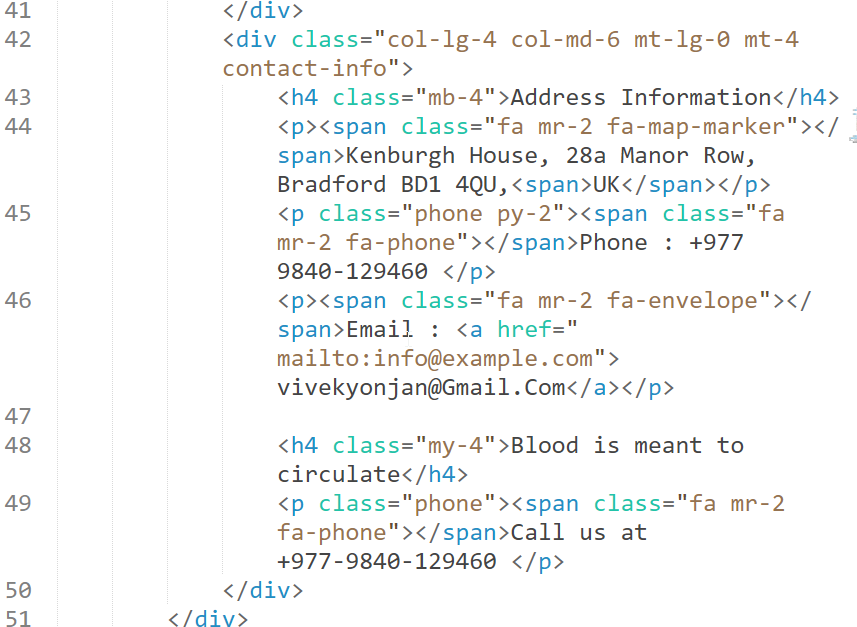 41 </div>
42 <div class="col-lg-4 col-md-6 mt-lg-0 mt-4
contact-info">
43 <h4 class="mb-4">Address Information</h4>
44 <p><span class="fa mr-2 fa-map-marker"></
span>Kenburgh House, 28a Manor Row,
Bradford BD1 4QU,<span>UK</span></p>
45 <p class="phone py-2"><span class="fa
mr-2 fa-phone"></span>Phone : +977
9840-129460 </p>
46 <p><span class="fa mr-2 fa-envelope"></
span>Email : <a href="
mailto:info@example.com">
vivekyonjan@Gmail.Com</a></p>
47
48 <h4 class="my-4">Blood is meant to
circulate</h4>
49 <p class="phone"><span class="fa mr-2
fa-phone"></span>Call us at
+977-9840-129460 </p>
50 </div>
51 </div>